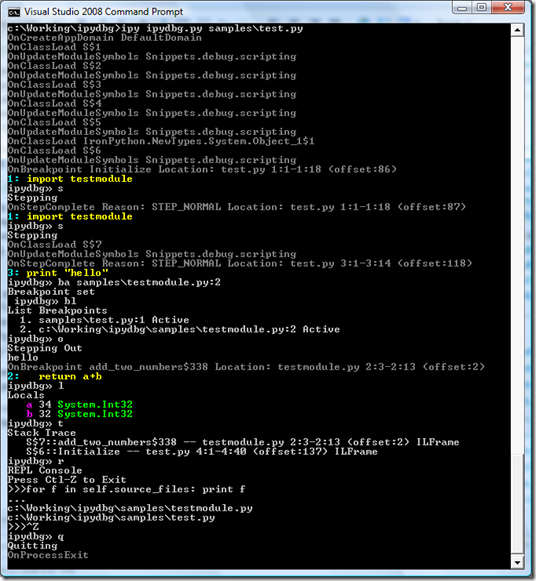 Visual Studio 2008 Command Prompt
c:\Working\ipydbg>ipy ipydbg.py samples\test.py
OnCreateAppDomain DefaultDomain
OnClassLoad S$1
OnUpdateModuleSymbols Snippets.debug.scripting
OnClassLoad S$2
OnUpdateModuleSymbols Snippets.debug.scripting
OnClassLoad S$3
OnUpdateModuleSymbols Snippets.debug.scripting
OnClassLoad S$4
OnUpdateModuleSymbols Snippets.debug.scripting
OnClassLoad S$5
OnUpdateModuleSymbols Snippets.debug.scripting
OnClassLoad IronPython.NewTypes.System.Object_1$1
OnClassLoad S$6
OnUpdateModuleSymbols Snippets.debug.scripting
OnBreakpoint Initialize Location: test.py 1:1-1:18 (offset:86)
1: import testmodule
ipydbg» s
Stepping
OnStepComplete Reason: STEP_NORMAL Location: test.py 1:1-1:18 (offset:87)
1: import testmodule
ipydbg» s
Stepping
OnClassLoad S$7
OnUpdateModuleSymbols Snippets.debug.scripting
OnStepComplete Reason: STEP_NORMAL Location: test.py 3:1-3:14 (offset:118)
3: print "hello"
ipydbg» ba samples\testmodule.py:2
Breakpoint set
ipydbg» bl
List Breakpoints
1. samples\test.py:1 Active
2. c:\Working\ipydbg\samples\testmodule.py:2 Active
ipydbg» o
Stepping Out
hello
OnBreakpoint add_two_numbers$338 Location: testmodule.py 2:3-2:13 (offset:2)
2: return a+b
ipydbg» l
Locals
a 34 System.Int32
b 32 System.Int32
ipydbg» t
Stack Trace
S$7::add_two_numbers$338 -- testmodule.py 2:3-2:13 (offset:2) ILFrame
S$6::Initialize -- test.py 4:1-4:40 (offset:137) ILFrame
ipydbg» r
REPL Console
Press Ctl-Z to Exit
>>>for f in self.source_files: print f
...
c:\Working\ipydbg\samples\testmodule.py
c:\Working\ipydbg\samples\test.py
>>>^Z
ipydbg» q
Quitting
OnProcessExit